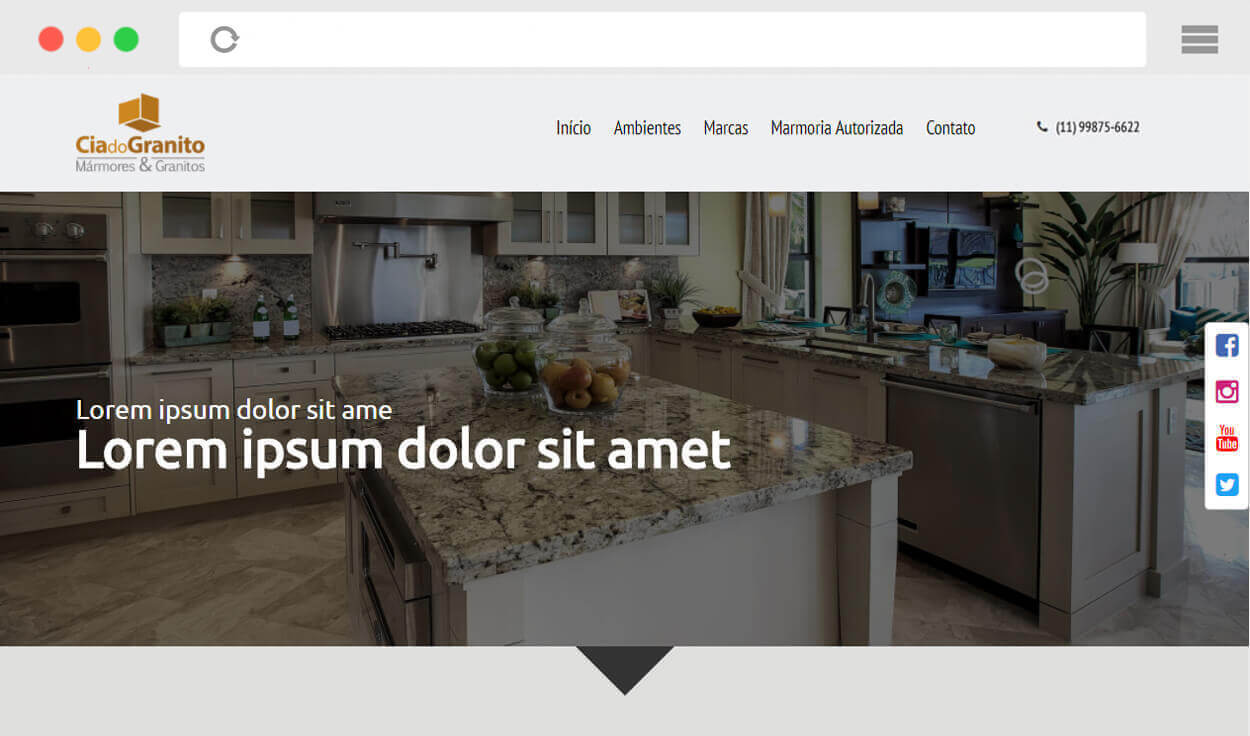 CiadoGranito
Mármores & Granitos
Início Ambientes Marcas Marmoria Autorizada Contato (11) 99875-6622
Lorem ipsum dolor sit ame
Lorem ipsum dolor sit amet
You
Tube